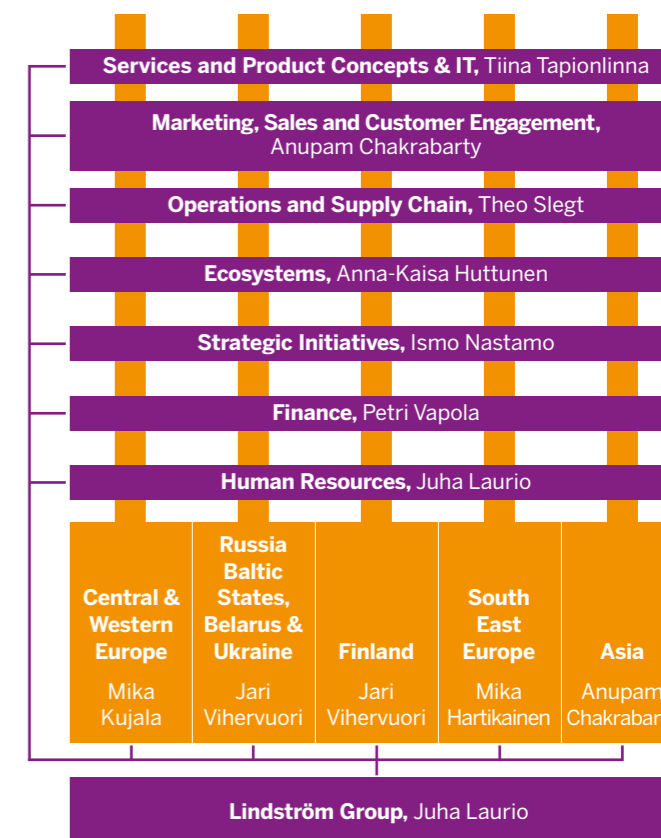 Services and Product Concepts & IT, Tiina Tapionlinna
Marketing, Sales and Customer Engagement,
Anupam Chakrabarty
Operations and Supply Chain, Theo Slegt
Ecosystems, Anna-Kaisa Huttunen
Strategic Initiatives, Ismo Nastamo
Finance, Petri Vapola
Human Resources, Juha Laurio
Central &
Western
Europe
Mika
Kujala
Russia
Baltic
States,
Belarus &
Ukraine
Jari
Vihervuori
Finland
Jari
Vihervuori
South
East
Europe
Mika
Hartikainen
Asia
Anupam
Lindström Group, Juha Laurio